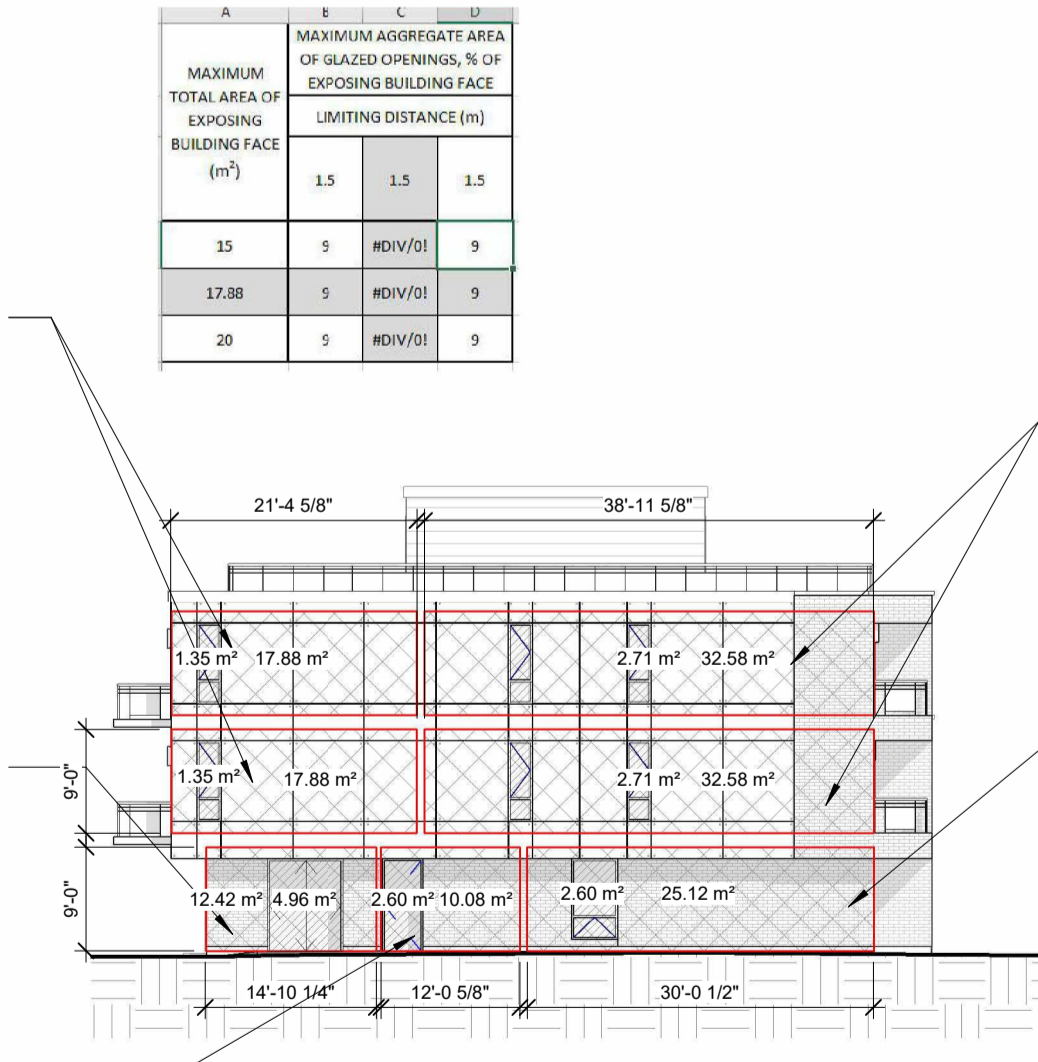 A B C D
MAXIMUM
TOTAL AREA OF
EXPOSING
BUILDING FACE
(m²)
MAXIMUM AGGREGATE AREA
OF GLAZED OPENINGS, % OF
EXPOSING BUILDING FACE
LIMITING DISTANCE (m)
1.5 1.5 1.5
15 9 #DIV/0! 9
17.88 9 #DIV/0! 9
20 9 #DIV/0! 9
21'-4 5/8" 38'-11 5/8"
1.35 m² 17.88 m² 2.71 m² 32.58 m²
9'-0"
1.35 m² 17.88 m² 2.71 m² 32.58 m²
9'-0"
12.42 m² 4.96 m² 2.60 m² 10.08 m² 2.60 m² 25.12 m²
14'-10 1/4" 12'-0 5/8" 30'-0 1/2"